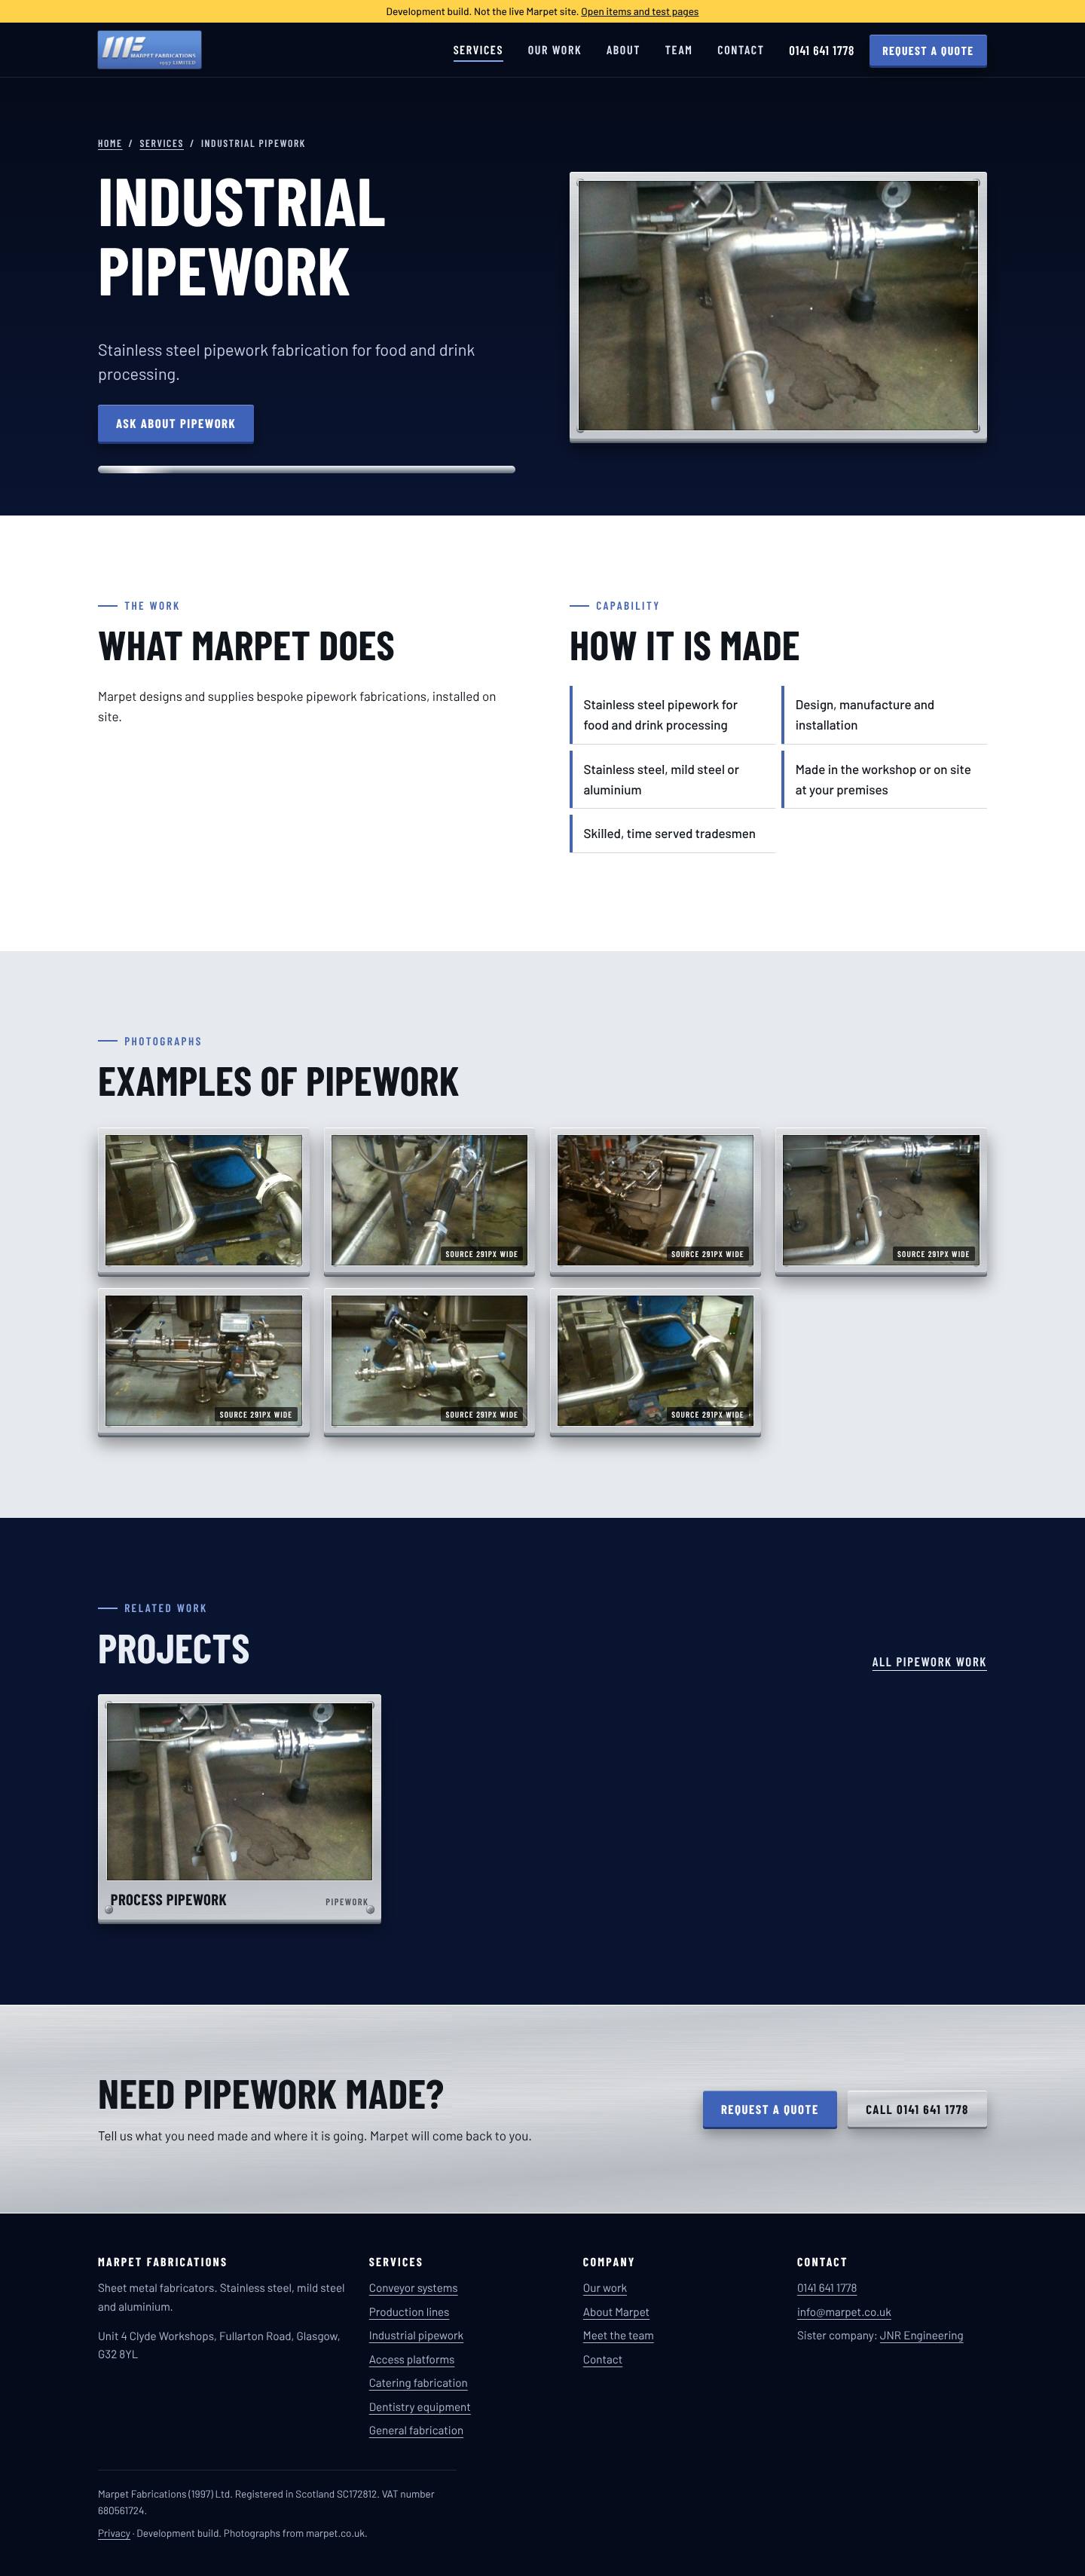 Development build. Not the live Marpet site. Open items and test pages
MF
MARPET FABRICATIONS
1997 LIMITED
SERVICES
OUR WORK
ABOUT
TEAM
CONTACT
0141 641 1778
REQUEST A QUOTE
HOME / SERVICES / INDUSTRIAL PIPEWORK
INDUSTRIAL
PIPEWORK
Stainless steel pipework fabrication for food and drink
processing.
ASK ABOUT PIPEWORK
THE WORK
WHAT MARPET DOES
Marpet designs and supplies bespoke pipework fabrications, installed on
site.
CAPABILITY
HOW IT IS MADE
Stainless steel pipework for
food and drink processing
Design, manufacture and
installation
Stainless steel, mild steel or
aluminium
Made in the workshop or on site
at your premises
Skilled, time served tradesmen
PHOTOGRAPHS
EXAMPLES OF PIPEWORK
SOURCE 291PX WIDE
SOURCE 291PX WIDE
SOURCE 291PX WIDE
SOURCE 291PX WIDE
SOURCE 291PX WIDE
SOURCE 291PX WIDE
RELATED WORK
PROJECTS
ALL PIPEWORK WORK
PROCESS PIPEWORK
PIPEWORK
NEED PIPEWORK MADE?
Tell us what you need made and where it is going. Marpet will come back to you.
REQUEST A QUOTE
CALL 0141 641 1778
MARPET FABRICATIONS
Sheet metal fabricators. Stainless steel, mild steel
and aluminium.
Unit 4 Clyde Workshops, Fullarton Road, Glasgow,
G32 8YL
SERVICES
Conveyor systems
Production lines
Industrial pipework
Access platforms
Catering fabrication
Dentistry equipment
General fabrication
COMPANY
Our work
About Marpet
Meet the team
Contact
CONTACT
0141 641 1778
info@marpet.co.uk
Sister company: JNR Engineering
Marpet Fabrications (1997) Ltd. Registered in Scotland SC172812. VAT number
680561724.
Privacy · Development build. Photographs from marpet.co.uk.